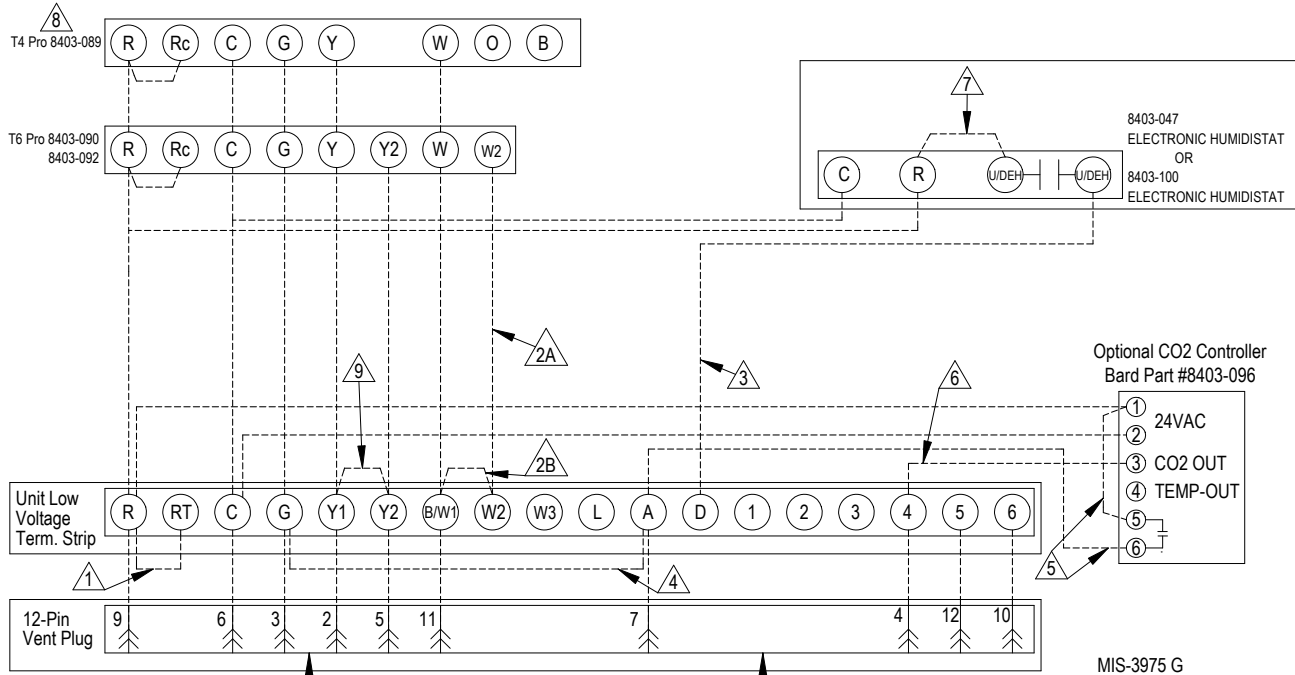 8
T4 Pro 8403-089
R Rc C G Y W O B
7
8403-047
ELECTRONIC HUMIDISTAT
OR
8403-100
ELECTRONIC HUMIDISTAT
C R U/DEH U/DEH
T6 Pro 8403-090
8403-092
R Rc C G Y Y2 W W2
2A
9
3
6
Optional CO2 Controller
Bard Part #8403-096
1
24VAC
2
3 CO2 OUT
4 TEMP-OUT
5
6
2B
Unit Low
Voltage
Term. Strip
R RT C G Y1 Y2 B/W1 W2 W3 L A D 1 2 3 4 5 6
1
4
5
12-Pin
Vent Plug
9 6 3 2 5 11 7 4 12 10
MIS-3975 G